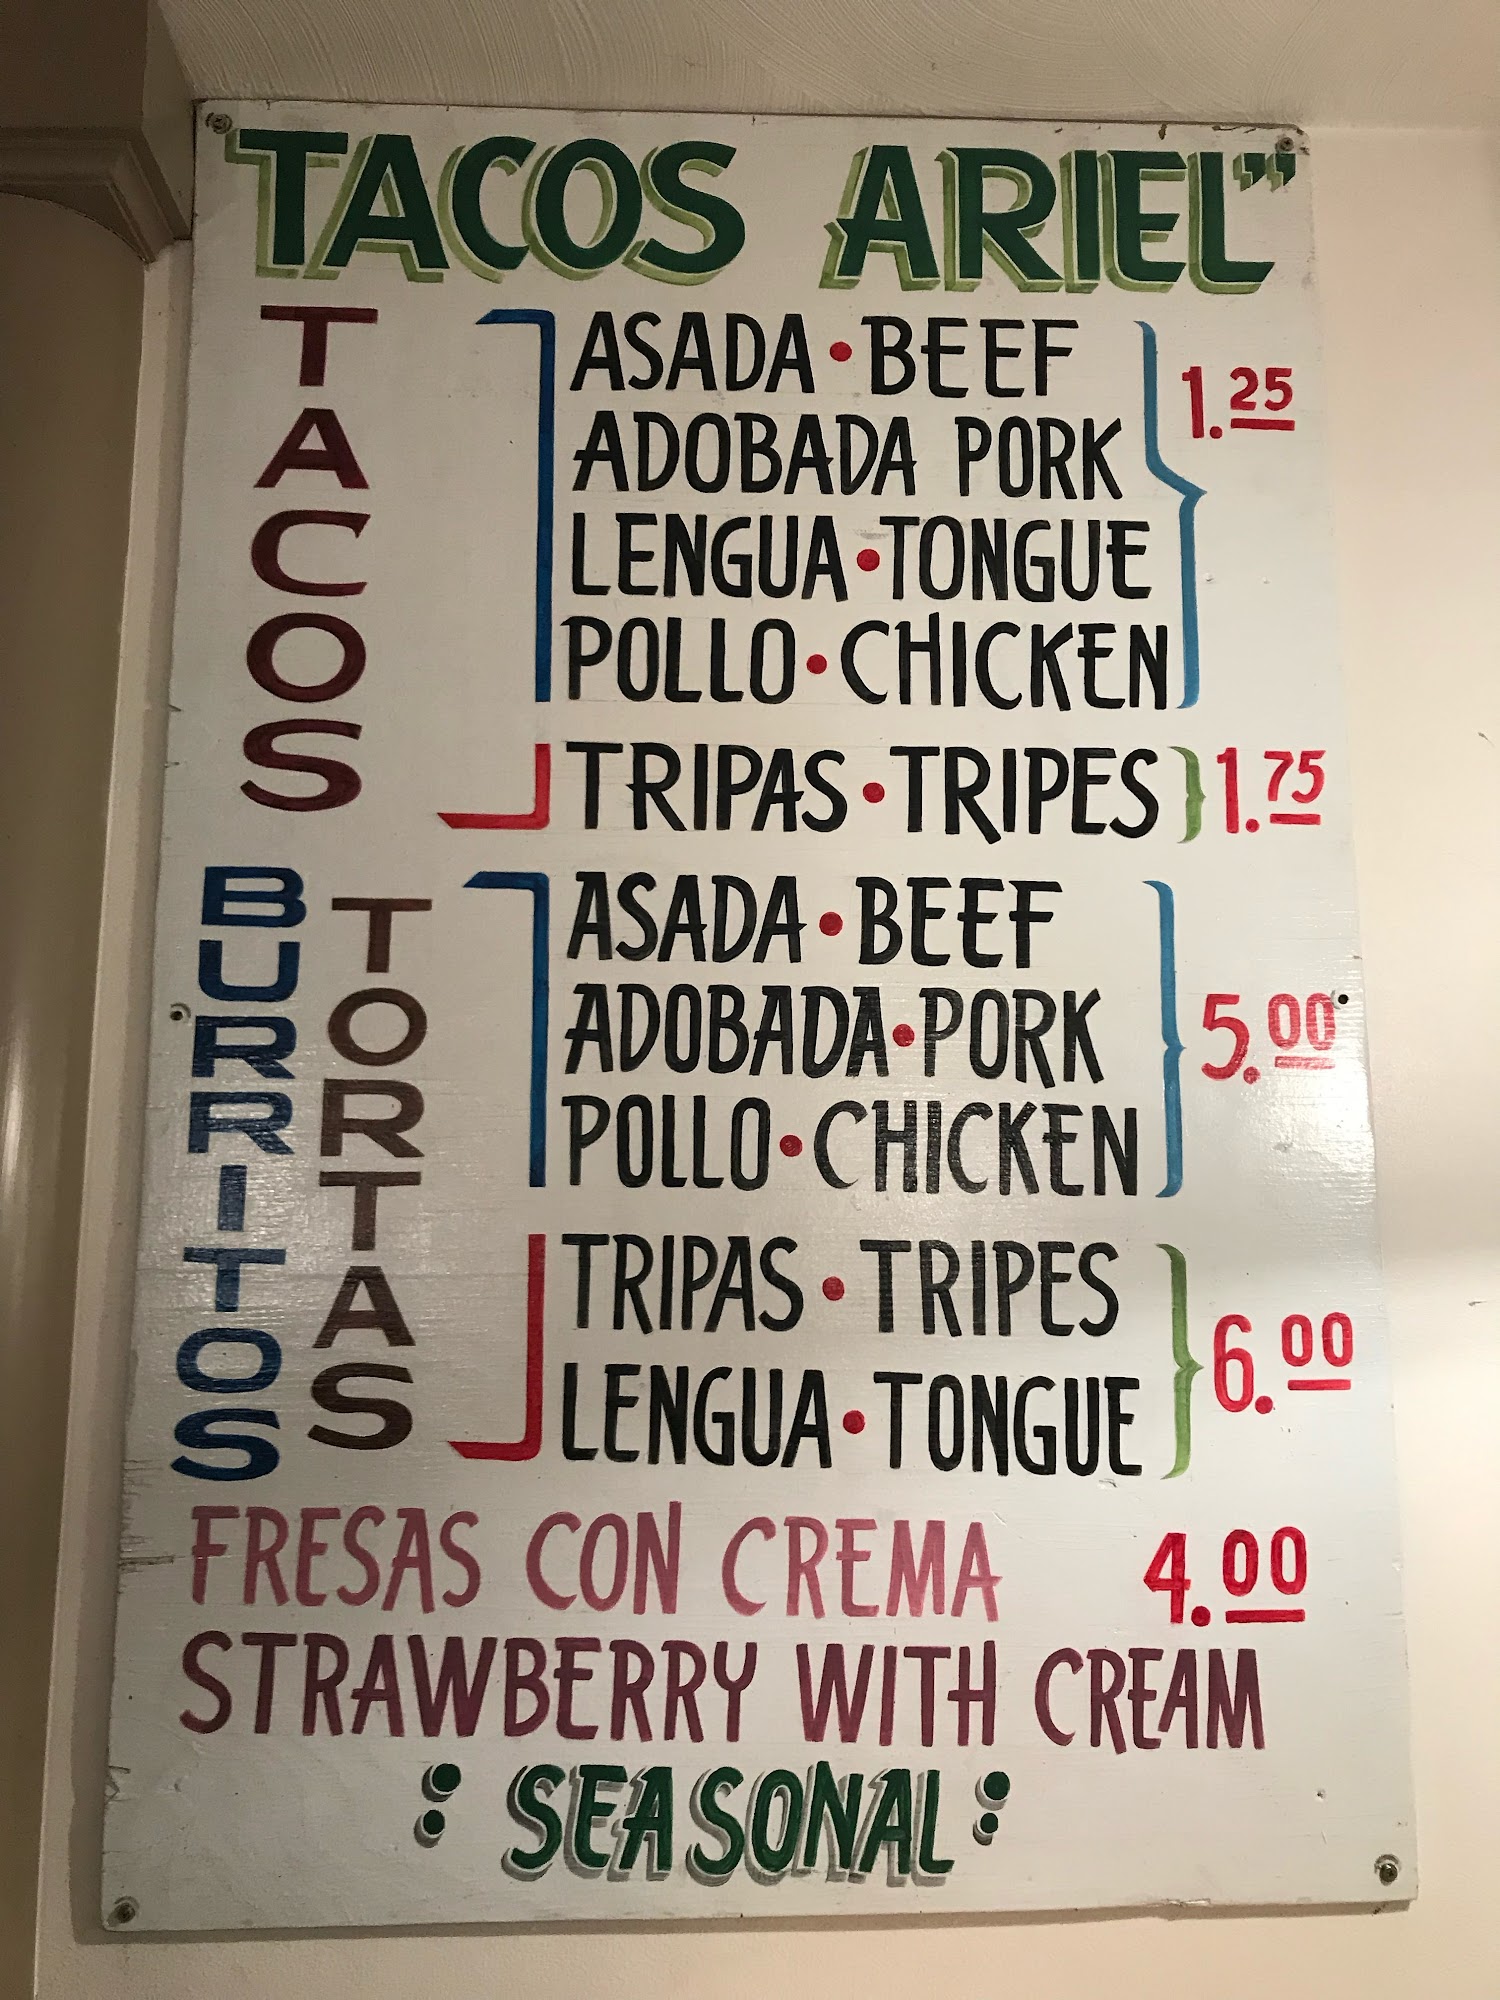 TACOS ARIEL"
TACOS
ASADA • BEEF
ADOBADA PORK
LENGUA • TONGUE
POLLO • CHICKEN
1.25
TRIPAS • TRIPES
1.75
BURRITOS
TORTAS
ASADA • BEEF
ADOBADA • PORK
POLLO • CHICKEN
5.00
TRIPAS • TRIPES
LENGUA • TONGUE
6.00
FRESAS CON CREMA 4.00
STRAWBERRY WITH CREAM
: SEASONAL :